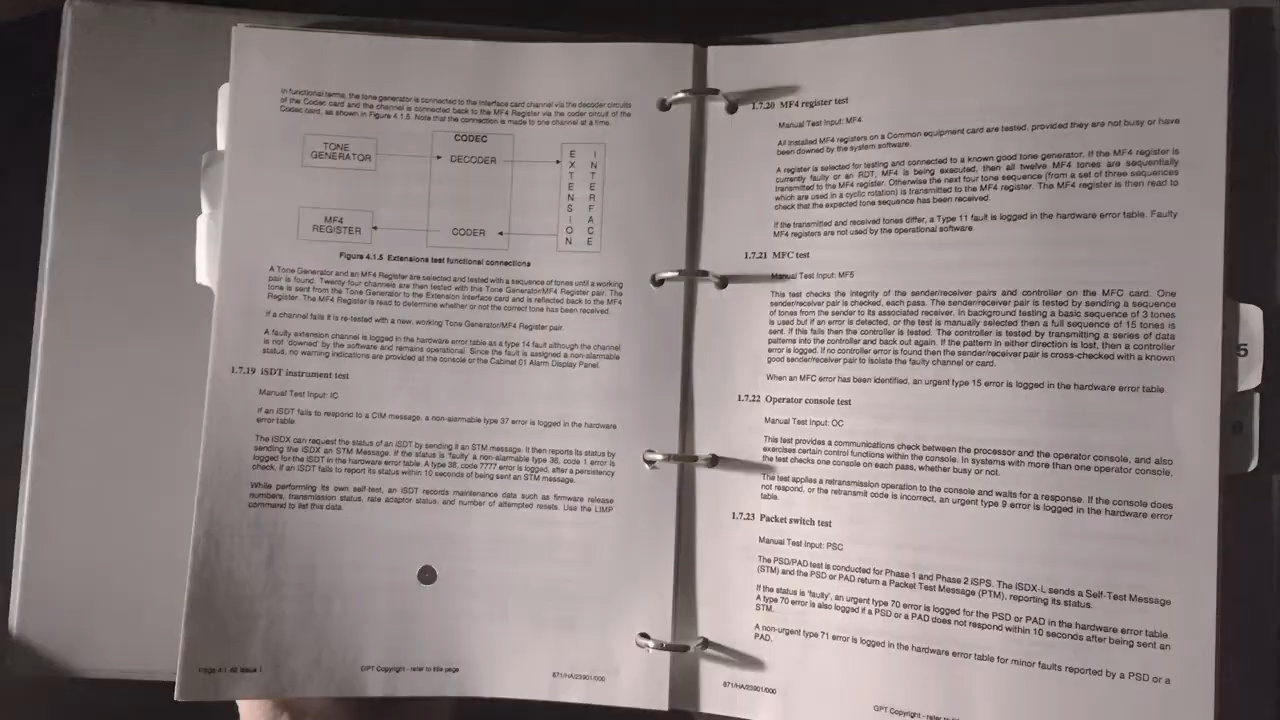 In functional terms, the tone generator is connected to the interface card channel via the decoder circuits
of the Codec card and the channel is connected back to the MF4 Register via the coder circuit of the
Codec card, as shown in Figure 4.1.5. Note that the connection is made to one channel at a time.
TONE
GENERATOR
CODEC
DECODER
EXTENSION
INTERFACE
MF4
REGISTER
CODER
Figure 4.1.5 Extensions test functional connections
A Tone Generator and an MF4 Register are selected and tested with a sequence of tones until a working
pair is found. Twenty four channels are then tested with this Tone Generator/MF4 Register pair. The
tone is sent from the Tone Generator to the Extension Interface card and is reflected back to the MF4
Register. The MF4 Register is read to determine whether or not the correct tone has been received.
If a channel fails it is re-tested with a new, working Tone Generator/MF4 Register pair.
A faulty extension channel is logged in the hardware error table as a type 14 fault although the channel
is not 'downed' by the software and remains operational. Since the fault is assigned a non-alarmable
status, no warning indications are provided at the console or the Cabinet 01 Alarm Display Panel.
1.7.19 iSDT instrument test
Manual Test Input: IC
If an iSDT fails to respond to a CIM message, a non-alarmable type 37 error is logged in the hardware
error table.
The iSDX can request the status of an iSDT by sending it an STM message. It then reports its status by
sending the iSDX an STM Message. If the status is 'faulty' a non-alarmable type 38, code 1 error is
logged for the iSDT in the hardware error table. A type 38, code 7777 error is logged, after a persistency
check, if an iSDT fails to report its status within 10 seconds of being sent an STM message.
While performing its own self-test, an iSDT records maintenance data such as firmware release
numbers, transmission status, rate adaptor status, and number of attempted resets. Use the LIMP
command to list this data.
Page 4.1.42 Issue 1
GPT Copyright - refer to title page
871/HA/23901/000
1.7.20 MF4 register test
Manual Test Input: MF4
All installed MF4 registers on a Common equipment card are tested, provided they are not busy or have
been downed by the system software.
A register is selected for testing and connected to a known good tone generator. If the MF4 register is
currently faulty or an RDT, MF4 is being executed, then all twelve MF4 tones are sequentially
transmitted to the MF4 register. Otherwise the next four tone sequence (from a set of three sequences
which are used in a cyclic rotation) is transmitted to the MF4 register. The MF4 register is then read to
check that the expected tone sequence has been received.
If the transmitted and received tones differ, a Type 11 fault is logged in the hardware error table. Faulty
MF4 registers are not used by the operational software.
1.7.21 MFC test
Manual Test Input: MF5
This test checks the integrity of the sender/receiver pairs and controller on the MFC card. One
sender/receiver pair is checked, each pass. The sender/receiver pair is tested by sending a sequence
of tones from the sender to its associated receiver. In background testing a basic sequence of 3 tones
is used but if an error is detected, or the test is manually selected then a full sequence of 15 tones is
sent. If this fails then the controller is tested. The controller is tested by transmitting a series of data
patterns into the controller and back out again. If the pattern in either direction is lost, then a controller
error is logged. If no controller error is found then the sender/receiver pair is cross-checked with a known
good sender/receiver pair to isolate the faulty channel or card.
When an MFC error has been identified, an urgent type 15 error is logged in the hardware error table.
1.7.22 Operator console test
Manual Test Input: OC
This test provides a communications check between the processor and the operator console, and also
exercises certain control functions within the console. In systems with more than one operator console,
the test checks one console on each pass, whether busy or not.
The test applies a retransmission operation to the console and waits for a response. If the console does
not respond, or the retransmit code is incorrect, an urgent type 9 error is logged in the hardware error
table.
1.7.23 Packet switch test
Manual Test Input: PSC
The PSD/PAD test is conducted for Phase 1 and Phase 2 iSPS. The iSDX-L sends a Self-Test Message
(STM) and the PSD or PAD return a Packet Test Message (PTM), reporting its status.
If the status is 'faulty', an urgent type 70 error is logged for the PSD or PAD in the hardware error table.
A type 70 error is also logged if a PSD or a PAD does not respond within 10 seconds after being sent an
STM.
A non-urgent type 71 error is logged in the hardware error table for minor faults reported by a PSD or a
PAD.
871/HA/23901/000
GPT Copyright - refer to
5
6